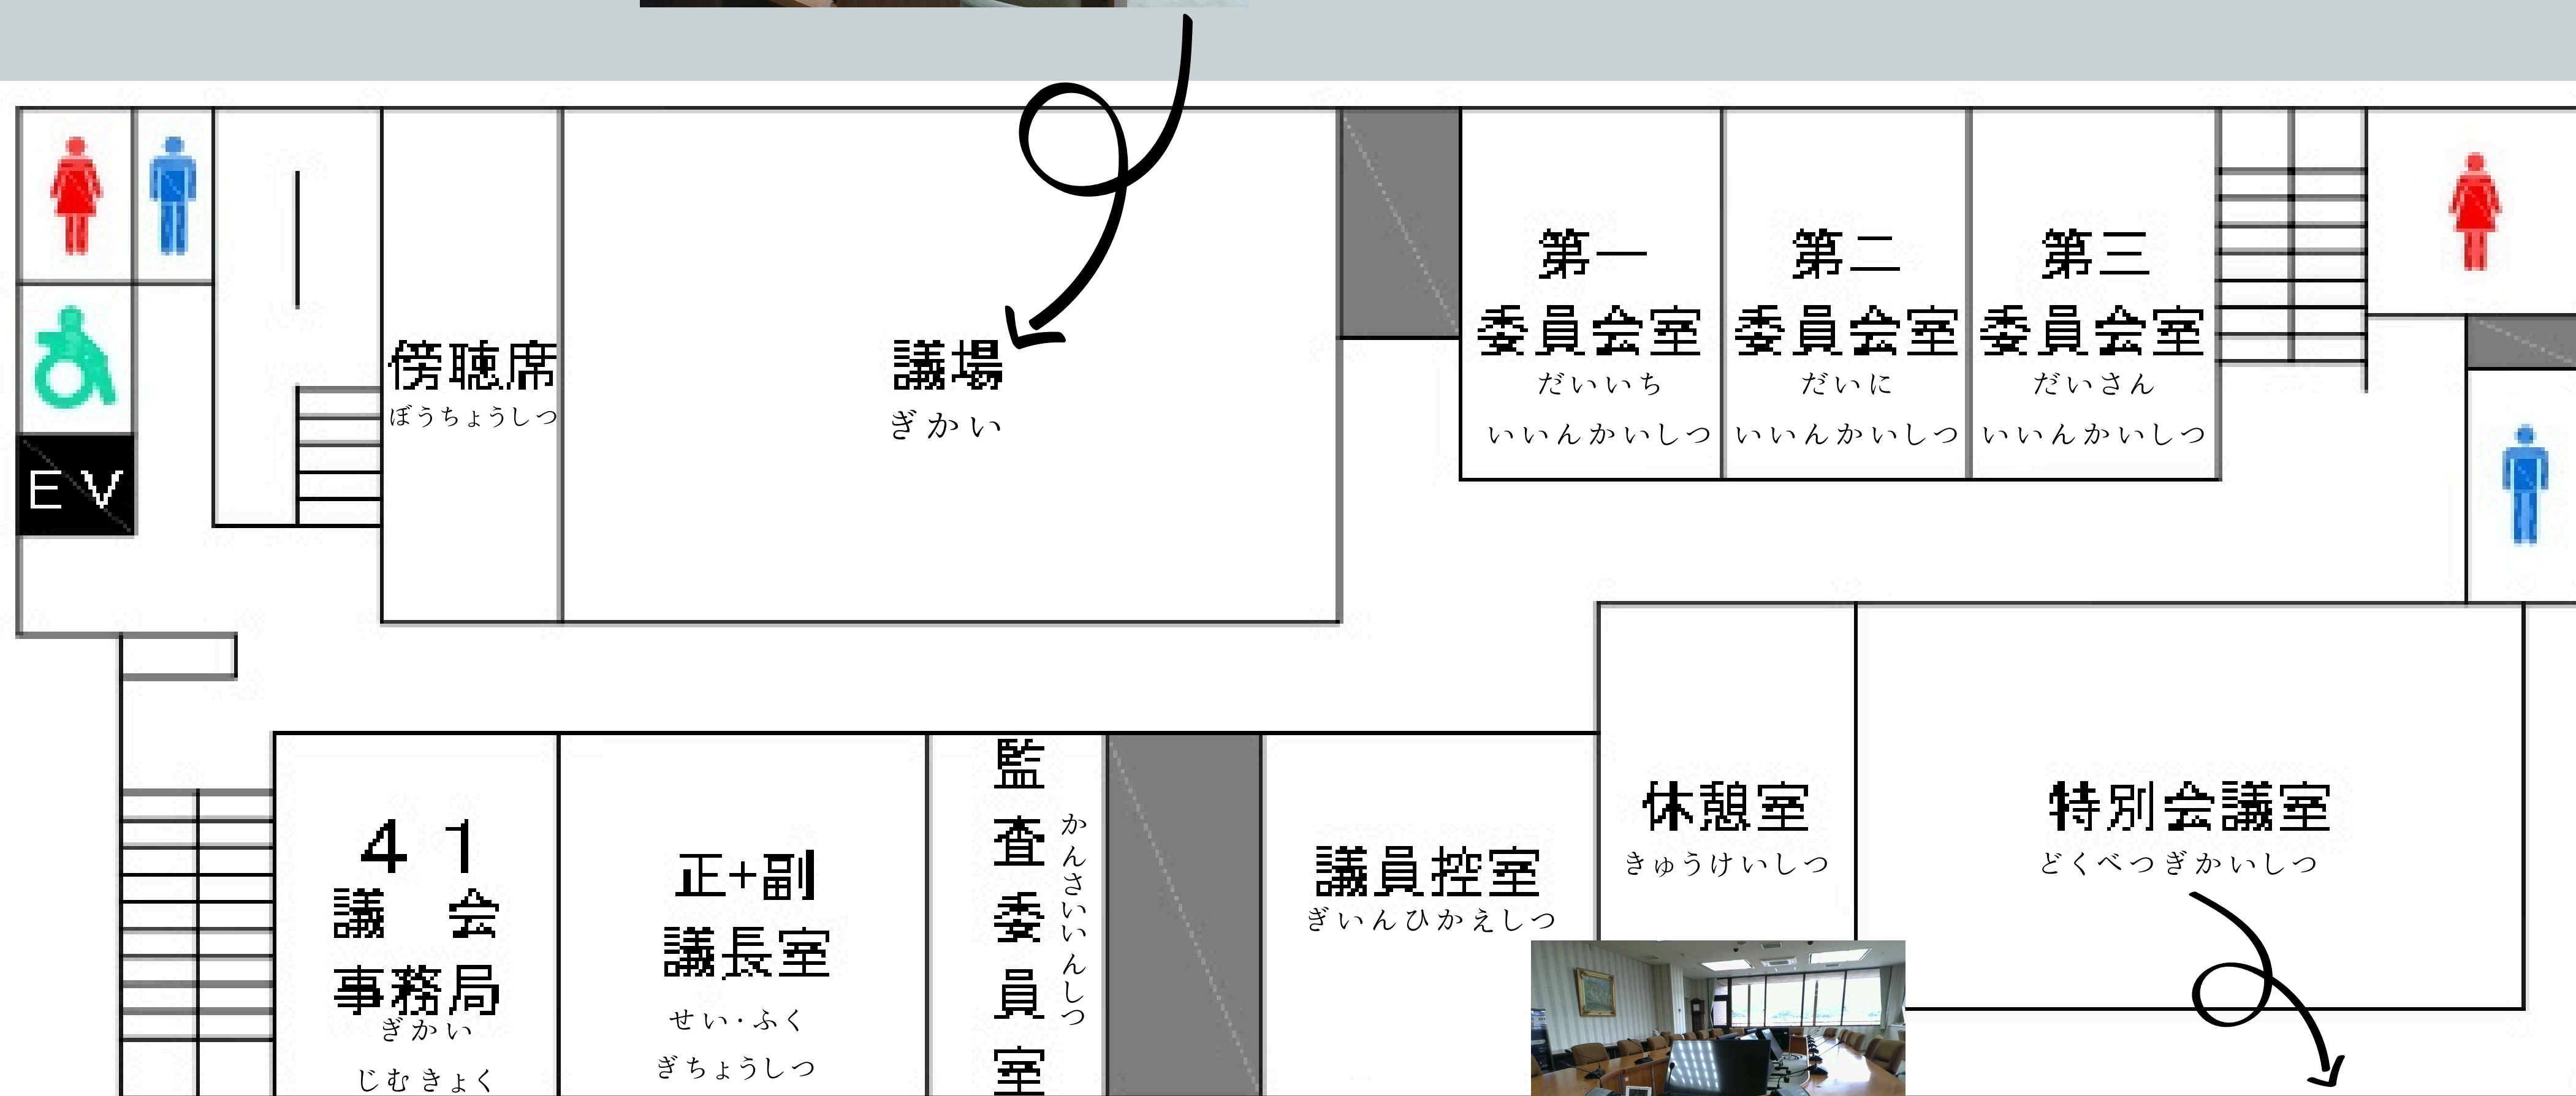 傍聴席
ぼうちょうしつ
議場
ぎかい
第一
委員会室
だいいち
いいんかいしつ
第二
委員会室
だいに
いいんかいしつ
第三
委員会室
だいさん
いいんかいしつ
EV
41
議 会
事務局
ぎかい
じむきょく
正+副
議長室
せい・ふく
ぎちょうしつ
監査委員室
かんさいいんしつ
議員控室
ぎいんひかえしつ
休憩室
きゅうけいしつ
特別会議室
どくべつぎかいしつ